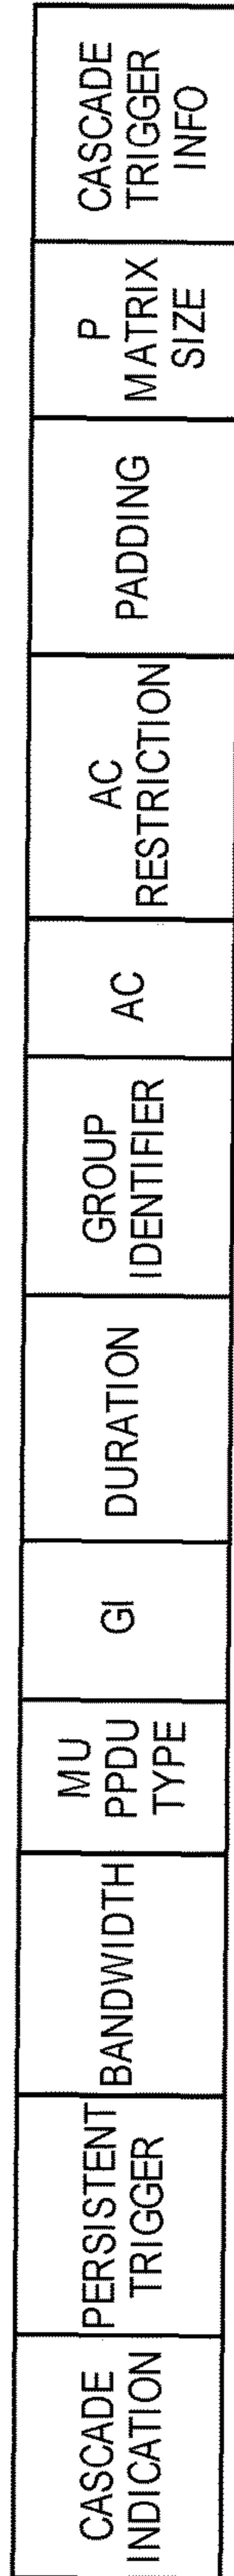 CASCADE
INDICATION
PERSISTENT
TRIGGER
BANDWIDTH
MU
PPDU
TYPE
GI
DURATION
GROUP
IDENTIFIER
AC
AC
RESTRICTION
PADDING
P
MATRIX
SIZE
CASCADE
TRIGGER
INFO